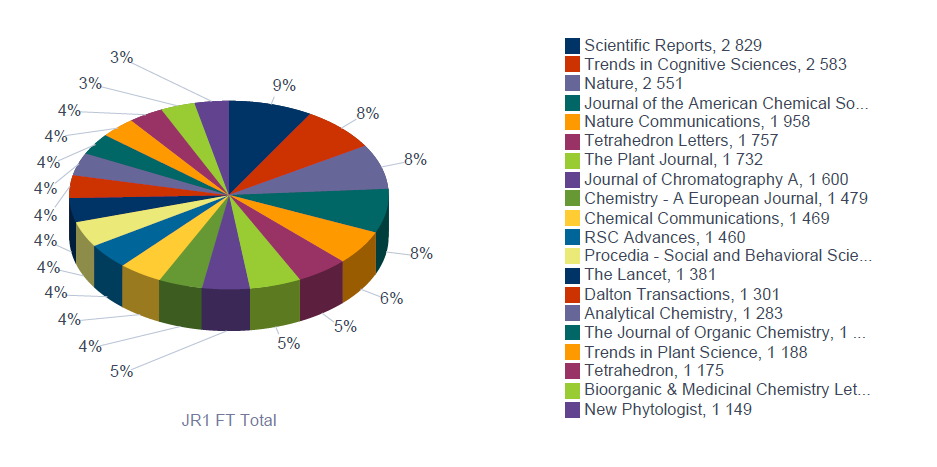 3%
3%
4%
4%
4%
4%
4%
4%
4%
4%
4%
4%
5%
9%
8%
8%
8%
6%
5%
5%
JR1 FT Total
Scientific Reports, 2 829
Trends in Cognitive Sciences, 2 583
Nature, 2 551
Journal of the American Chemical So...
Nature Communications, 1 958
Tetrahedron Letters, 1 757
The Plant Journal, 1 732
Journal of Chromatography A, 1 600
Chemistry - A European Journal, 1 479
Chemical Communications, 1 469
RSC Advances, 1 460
Procedia - Social and Behavioral Scie...
The Lancet, 1 381
Dalton Transactions, 1 301
Analytical Chemistry, 1 283
The Journal of Organic Chemistry, 1 ...
Trends in Plant Science, 1 188
Tetrahedron, 1 175
Bioorganic & Medicinal Chemistry Let...
New Phytologist, 1 149